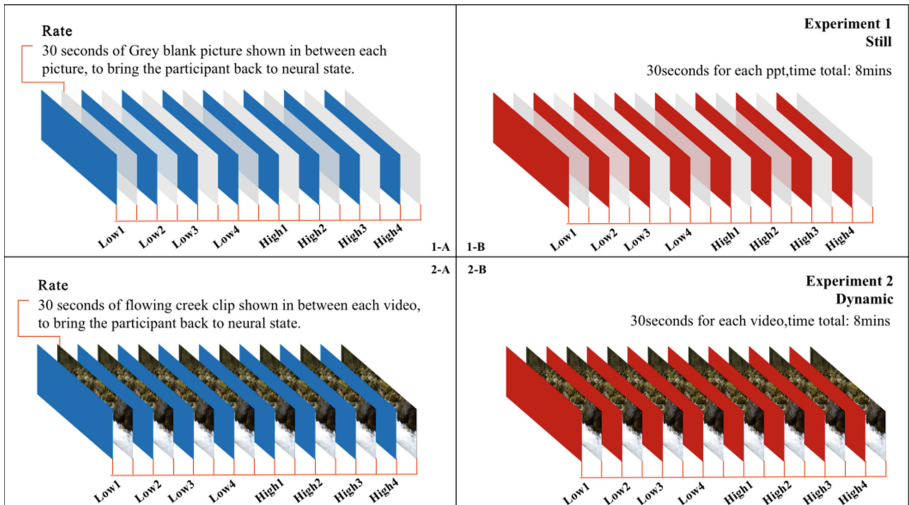 Rate
30 seconds of Grey blank picture shown in between each
picture, to bring the participant back to neural state.
Low1
Low2
Low3
Low4
High1
High2
High3
High4
1-A
Experiment 1
Still
30seconds for each ppt,time total: 8mins
Low1
Low2
Low3
Low4
High1
High2
High3
High4
1-B
2-A
Rate
30 seconds of flowing creek clip shown in between each video,
to bring the participant back to neural state.
Low1
Low2
Low3
Low4
High1
High2
High3
High4
2-B
Experiment 2
Dynamic
30seconds for each video,time total: 8mins
Low1
Low2
Low3
Low4
High1
High2
High3
High4